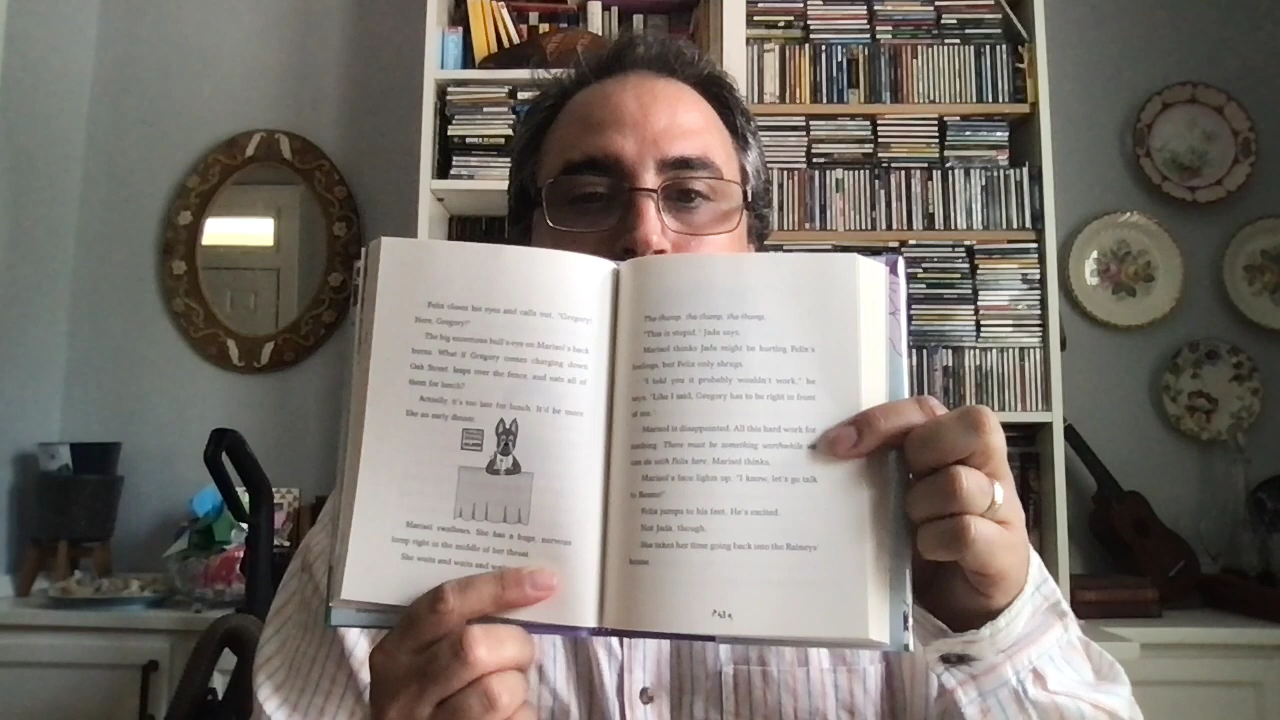 Felix closes his eyes and calls out, "Gregory!
Here, Gregory!"
The big enormous bull's-eye on Marisol's back
burns. What if Gregory comes charging down
Oak Street, leaps over the fence, and eats all of
them for lunch?
Actually, it's too late for lunch. It'd be more
like an early dinner.
Marisol swallows. She has a huge, nervous
lump right in the middle of her throat.
She waits and waits and
The-thump, the-thump, the-thump.
"This is stupid," Jada says.
Marisol thinks Jada might be hurting Felix's
feelings, but Felix only shrugs.
"I told you it probably wouldn't work," he
says. "Like I said, Gregory has to be right in front
of me."
Marisol is disappointed. All this hard work for
nothing. There must be something worthwhile
can do with Felix here, Marisol thinks.
Marisol's face lights up. "I know, let's go talk
to
Felix jumps to his feet. He's excited.
Not Jada, though.
She takes her time going back into the Raineys'
house.